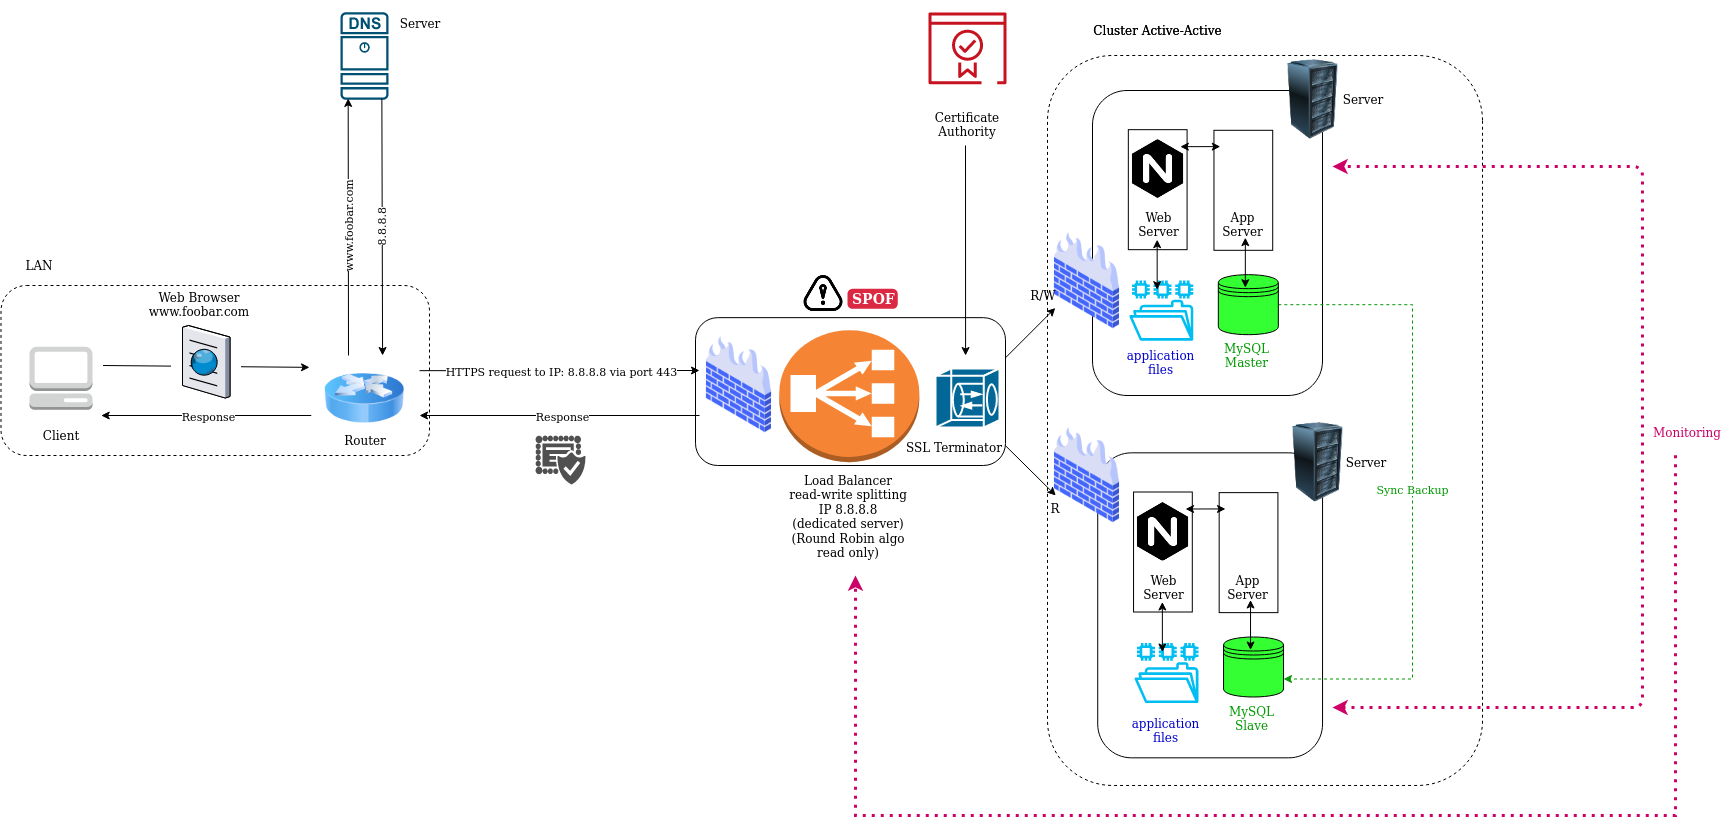 DNS
Server
www.foobar.com
8.8.8.8
LAN
Web Browser
www.foobar.com
Client
Response
Router
HTTPS request to IP: 8.8.8.8 via port 443
Response
SPOF
Load Balancer
read-write splitting
IP 8.8.8.8
(dedicated server)
(Round Robin algo
read only)
SSL Terminator
Certificate
Authority
Cluster Active-Active
Server
R/W
N
Web
Server
App
Server
application
files
MySQL
Master
Server
R
N
Web
Server
App
Server
application
files
MySQL
Slave
Sync Backup
Monitoring